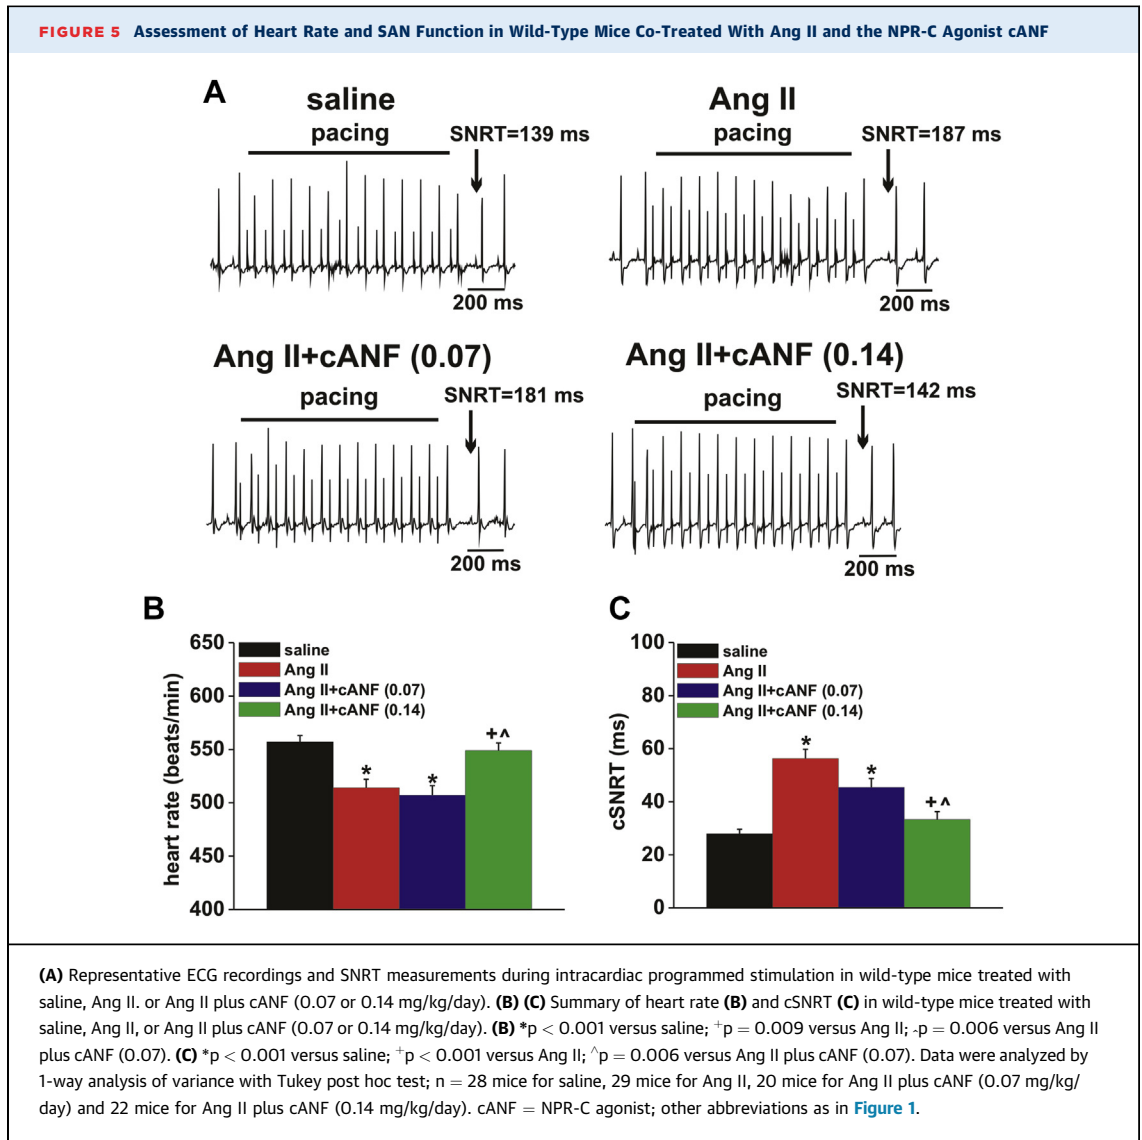 FIGURE 5 Assessment of Heart Rate and SAN Function in Wild-Type Mice Co-Treated With Ang II and the NPR-C Agonist cANF
A
saline
pacing
SNRT=139 ms
200 ms
Ang II
pacing
SNRT=187 ms
200 ms
Ang II+cANF (0.07)
pacing
SNRT=181 ms
200 ms
Ang II+cANF (0.14)
pacing
SNRT=142 ms
200 ms
B
heart rate (beats/min)
650
600
550
500
450
400
saline
Ang II
Ang II+cANF (0.07)
Ang II+cANF (0.14)
*
*
+^
C
cSNRT (ms)
100
80
60
40
20
0
saline
Ang II
Ang II+cANF (0.07)
Ang II+cANF (0.14)
*
*
+^
(A) Representative ECG recordings and SNRT measurements during intracardiac programmed stimulation in wild-type mice treated with
saline, Ang II. or Ang II plus cANF (0.07 or 0.14 mg/kg/day). (B) (C) Summary of heart rate (B) and cSNRT (C) in wild-type mice treated with
saline, Ang II, or Ang II plus cANF (0.07 or 0.14 mg/kg/day). (B) *p < 0.001 versus saline; +p = 0.009 versus Ang II; ^p = 0.006 versus Ang II
plus cANF (0.07). (C) *p < 0.001 versus saline; +p < 0.001 versus Ang II; ^p = 0.006 versus Ang II plus cANF (0.07). Data were analyzed by
1-way analysis of variance with Tukey post hoc test; n = 28 mice for saline, 29 mice for Ang II, 20 mice for Ang II plus cANF (0.07 mg/kg/
day) and 22 mice for Ang II plus cANF (0.14 mg/kg/day). cANF = NPR-C agonist; other abbreviations as in Figure 1.